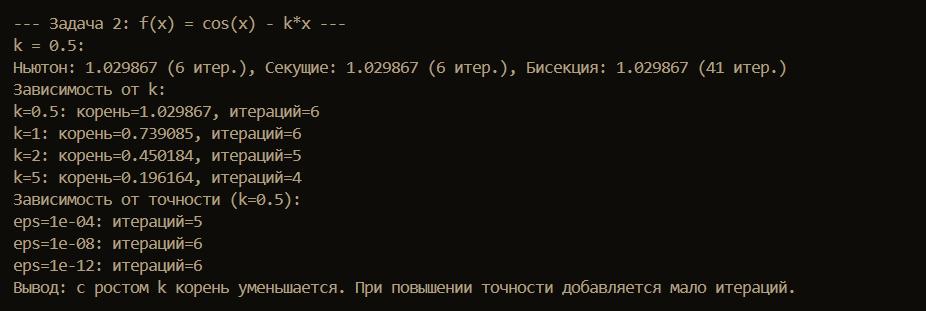 --- Задача 2: f(x) = cos(x) - k*x ---
k = 0.5:
Ньютон: 1.029867 (6 итер.), Секущие: 1.029867 (6 итер.), Бисекция: 1.029867 (41 итер.)
Зависимость от k:
k=0.5: корень=1.029867, итераций=6
k=1: корень=0.739085, итераций=6
k=2: корень=0.450184, итераций=5
k=5: корень=0.196164, итераций=4
Зависимость от точности (k=0.5):
eps=1e-04: итераций=5
eps=1e-08: итераций=6
eps=1e-12: итераций=6
Вывод: с ростом k корень уменьшается. При повышении точности добавляется мало итераций.